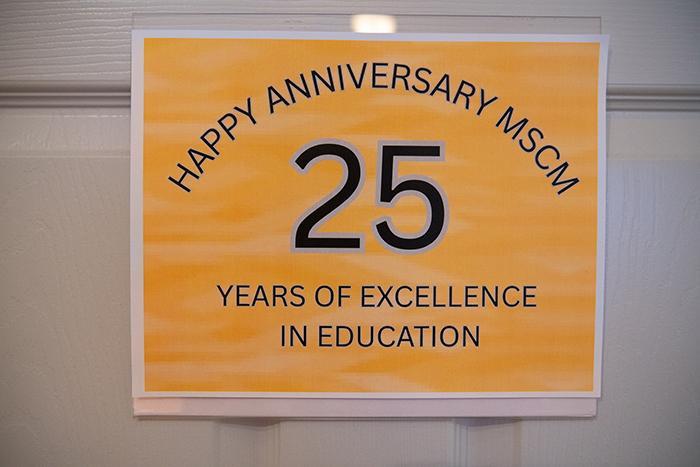 HAPPY ANNIVERSARY MSCM
25
YEARS OF EXCELLENCE
IN EDUCATION